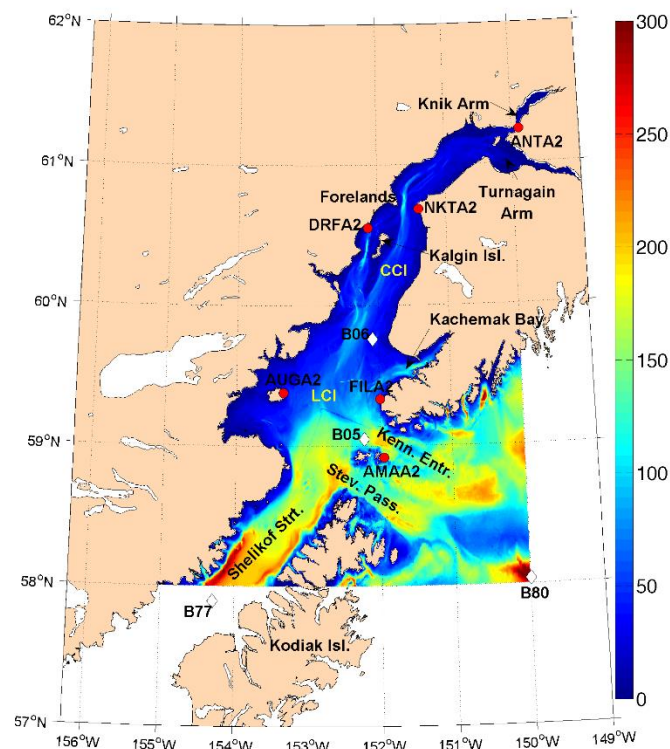 62°N
300
Knik Arm
ANTA2
250
61°N
Turnagain
Arm
Forelands
NKTA2
DRFA2
Kalgin Isl.
CCI
200
60°N
B06
Kachemak Bay
AUGA2
FILA2
LCI
150
59°N
B05
Kenn. Entr.
AMAA2
Stev. Pass.
100
Shelikof Strt.
58°N
B77
B80
50
Kodiak Isl.
57°N
0
156°W 155°W 154°W 153°W 152°W 151°W 150°W 149°W